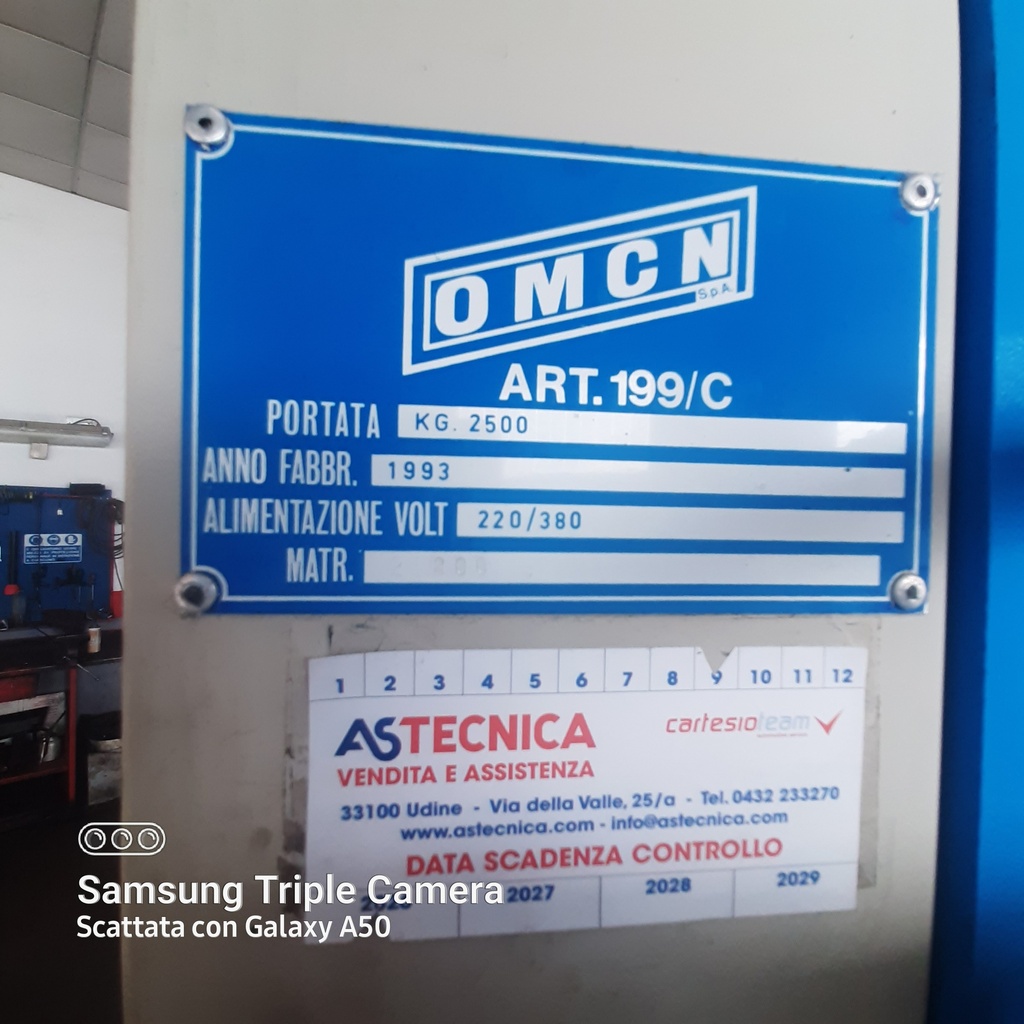 OMCN
S.p.A.
ART. 199/C
PORTATA KG. 2500
ANNO FABBR. 1993
ALIMENTAZIONE VOLT 220/380
MATR.
1 2 3 4 5 6 7 8 9 10 11 12
ASTECNICA
cartesioteam
VENDITA E ASSISTENZA
33100 Udine - Via della Valle, 25/a - Tel. 0432 233270
www.astecnica.com - info@astecnica.com
DATA SCADENZA CONTROLLO
2027 2028 2029
Samsung Triple Camera
Scattata con Galaxy A50